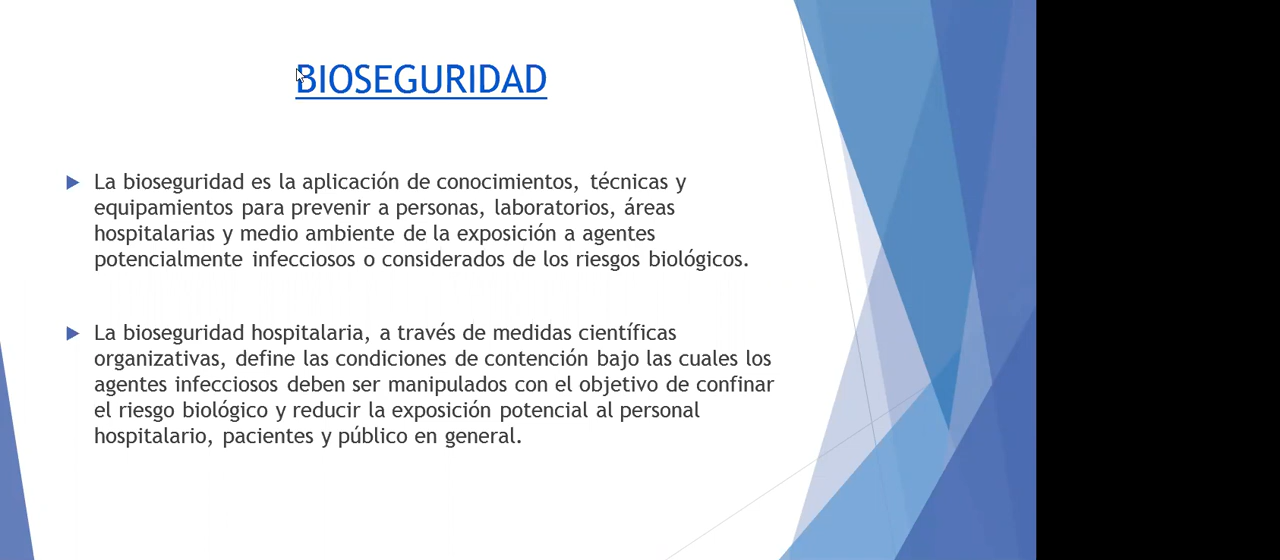 BIOSEGURIDAD
La bioseguridad es la aplicación de conocimientos, técnicas y
equipamientos para prevenir a personas, laboratorios, áreas
hospitalarias y medio ambiente de la exposición a agentes
potencialmente infecciosos o considerados de los riesgos biológicos.
La bioseguridad hospitalaria, a través de medidas científicas
organizativas, define las condiciones de contención bajo las cuales los
agentes infecciosos deben ser manipulados con el objetivo de confinar
el riesgo biológico y reducir la exposición potencial al personal
hospitalario, pacientes y público en general.